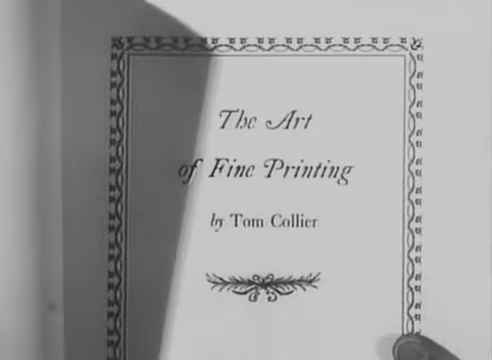 The Art
of Fine Printing
by Tom Collier